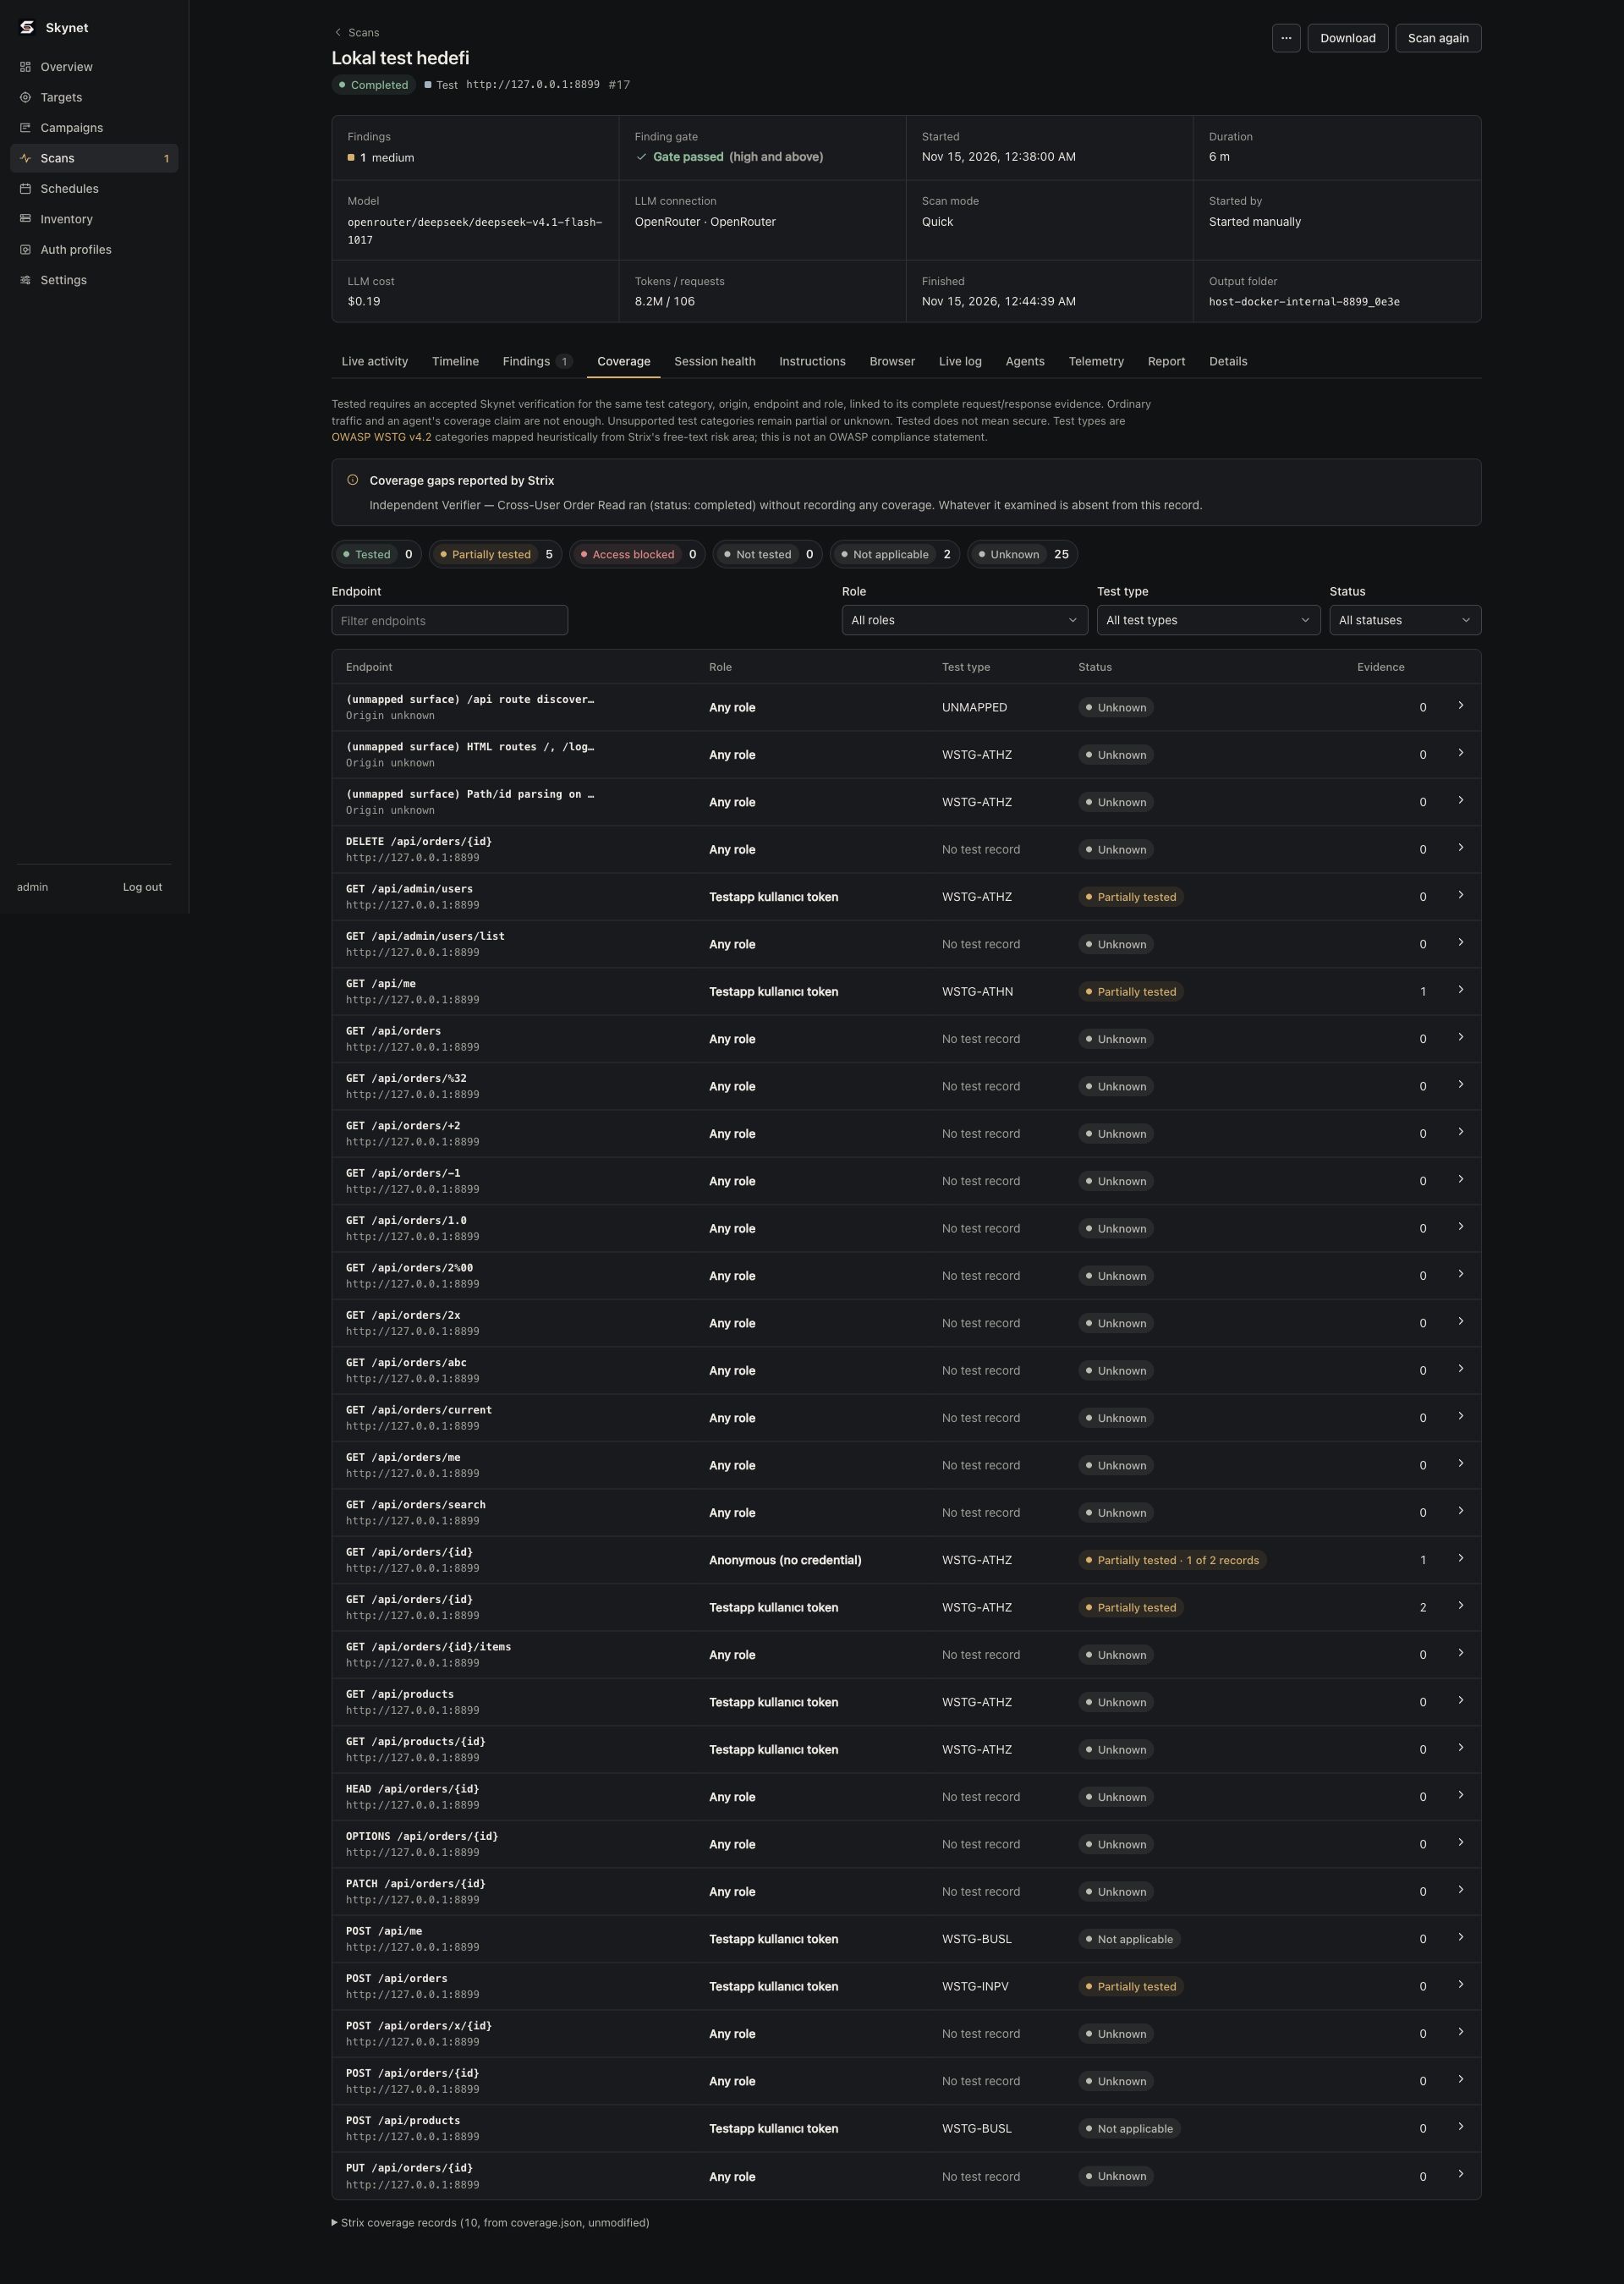 Skynet
Overview
Targets
Campaigns
Scans 1
Schedules
Inventory
Auth profiles
Settings
admin Log out
Scans
Lokal test hedefi
Completed Test http://127.0.0.1:8899 #17
... Download Scan again
Findings
1 medium
Finding gate
Gate passed (high and above)
Started
Nov 15, 2026, 12:38:00 AM
Duration
6 m
Model
openrouter/deepseek/deepseek-v4.1-flash-
1017
LLM connection
OpenRouter · OpenRouter
Scan mode
Quick
Started by
Started manually
LLM cost
$0.19
Tokens / requests
8.2M / 106
Finished
Nov 15, 2026, 12:44:39 AM
Output folder
host-docker-internal-8899_0e3e
Live activity Timeline Findings 1 Coverage Session health Instructions Browser Live log Agents Telemetry Report Details
Tested requires an accepted Skynet verification for the same test category, origin, endpoint and role, linked to its complete request/response evidence. Ordinary
traffic and an agent's coverage claim are not enough. Unsupported test categories remain partial or unknown. Tested does not mean secure. Test types are
OWASP WSTG v4.2 categories mapped heuristically from Strix's free-text risk area; this is not an OWASP compliance statement.
Coverage gaps reported by Strix
Independent Verifier — Cross-User Order Read ran (status: completed) without recording any coverage. Whatever it examined is absent from this record.
Tested 0 Partially tested 5 Access blocked 0 Not tested 0 Not applicable 2 Unknown 25
Endpoint Role Test type Status
Filter endpoints All roles All test types All statuses
Endpoint Role Test type Status Evidence
(unmapped surface) /api route discover… Any role UNMAPPED Unknown 0
Origin unknown
(unmapped surface) HTML routes /, /log… Any role WSTG-ATHZ Unknown 0
Origin unknown
(unmapped surface) Path/id parsing on … Any role WSTG-ATHZ Unknown 0
Origin unknown
DELETE /api/orders/{id} Any role No test record Unknown 0
http://127.0.0.1:8899
GET /api/admin/users Testapp kullanıcı token WSTG-ATHZ Partially tested 0
http://127.0.0.1:8899
GET /api/admin/users/list Any role No test record Unknown 0
http://127.0.0.1:8899
GET /api/me Testapp kullanıcı token WSTG-ATHN Partially tested 1
http://127.0.0.1:8899
GET /api/orders Any role No test record Unknown 0
http://127.0.0.1:8899
GET /api/orders/%32 Any role No test record Unknown 0
http://127.0.0.1:8899
GET /api/orders/+2 Any role No test record Unknown 0
http://127.0.0.1:8899
GET /api/orders/-1 Any role No test record Unknown 0
http://127.0.0.1:8899
GET /api/orders/1.0 Any role No test record Unknown 0
http://127.0.0.1:8899
GET /api/orders/2%00 Any role No test record Unknown 0
http://127.0.0.1:8899
GET /api/orders/2x Any role No test record Unknown 0
http://127.0.0.1:8899
GET /api/orders/abc Any role No test record Unknown 0
http://127.0.0.1:8899
GET /api/orders/current Any role No test record Unknown 0
http://127.0.0.1:8899
GET /api/orders/me Any role No test record Unknown 0
http://127.0.0.1:8899
GET /api/orders/search Any role No test record Unknown 0
http://127.0.0.1:8899
GET /api/orders/{id} Anonymous (no credential) WSTG-ATHZ Partially tested · 1 of 2 records 1
http://127.0.0.1:8899
GET /api/orders/{id} Testapp kullanıcı token WSTG-ATHZ Partially tested 2
http://127.0.0.1:8899
GET /api/orders/{id}/items Any role No test record Unknown 0
http://127.0.0.1:8899
GET /api/products Testapp kullanıcı token WSTG-ATHZ Unknown 0
http://127.0.0.1:8899
GET /api/products/{id} Testapp kullanıcı token WSTG-ATHZ Unknown 0
http://127.0.0.1:8899
HEAD /api/orders/{id} Any role No test record Unknown 0
http://127.0.0.1:8899
OPTIONS /api/orders/{id} Any role No test record Unknown 0
http://127.0.0.1:8899
PATCH /api/orders/{id} Any role No test record Unknown 0
http://127.0.0.1:8899
POST /api/me Testapp kullanıcı token WSTG-BUSL Not applicable 0
http://127.0.0.1:8899
POST /api/orders Testapp kullanıcı token WSTG-INPV Partially tested 0
http://127.0.0.1:8899
POST /api/orders/x/{id} Any role No test record Unknown 0
http://127.0.0.1:8899
POST /api/orders/{id} Any role No test record Unknown 0
http://127.0.0.1:8899
POST /api/products Testapp kullanıcı token WSTG-BUSL Not applicable 0
http://127.0.0.1:8899
PUT /api/orders/{id} Any role No test record Unknown 0
http://127.0.0.1:8899
Strix coverage records (10, from coverage.json, unmodified)